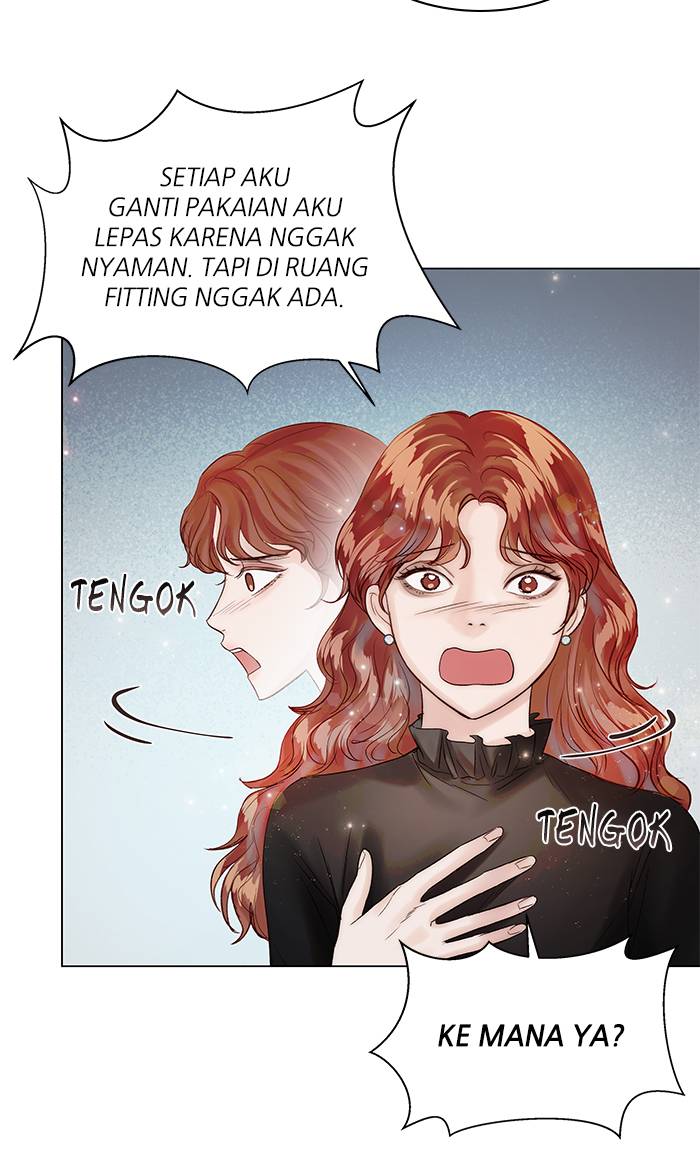 SETIAP AKU
GANTI PAKAIAN AKU
LEPAS KARENA NGGAK
NYAMAN. TAPI DI RUANG
FITTING NGGAK ADA.
TENGOK
TENGOK
KE MANA YA?